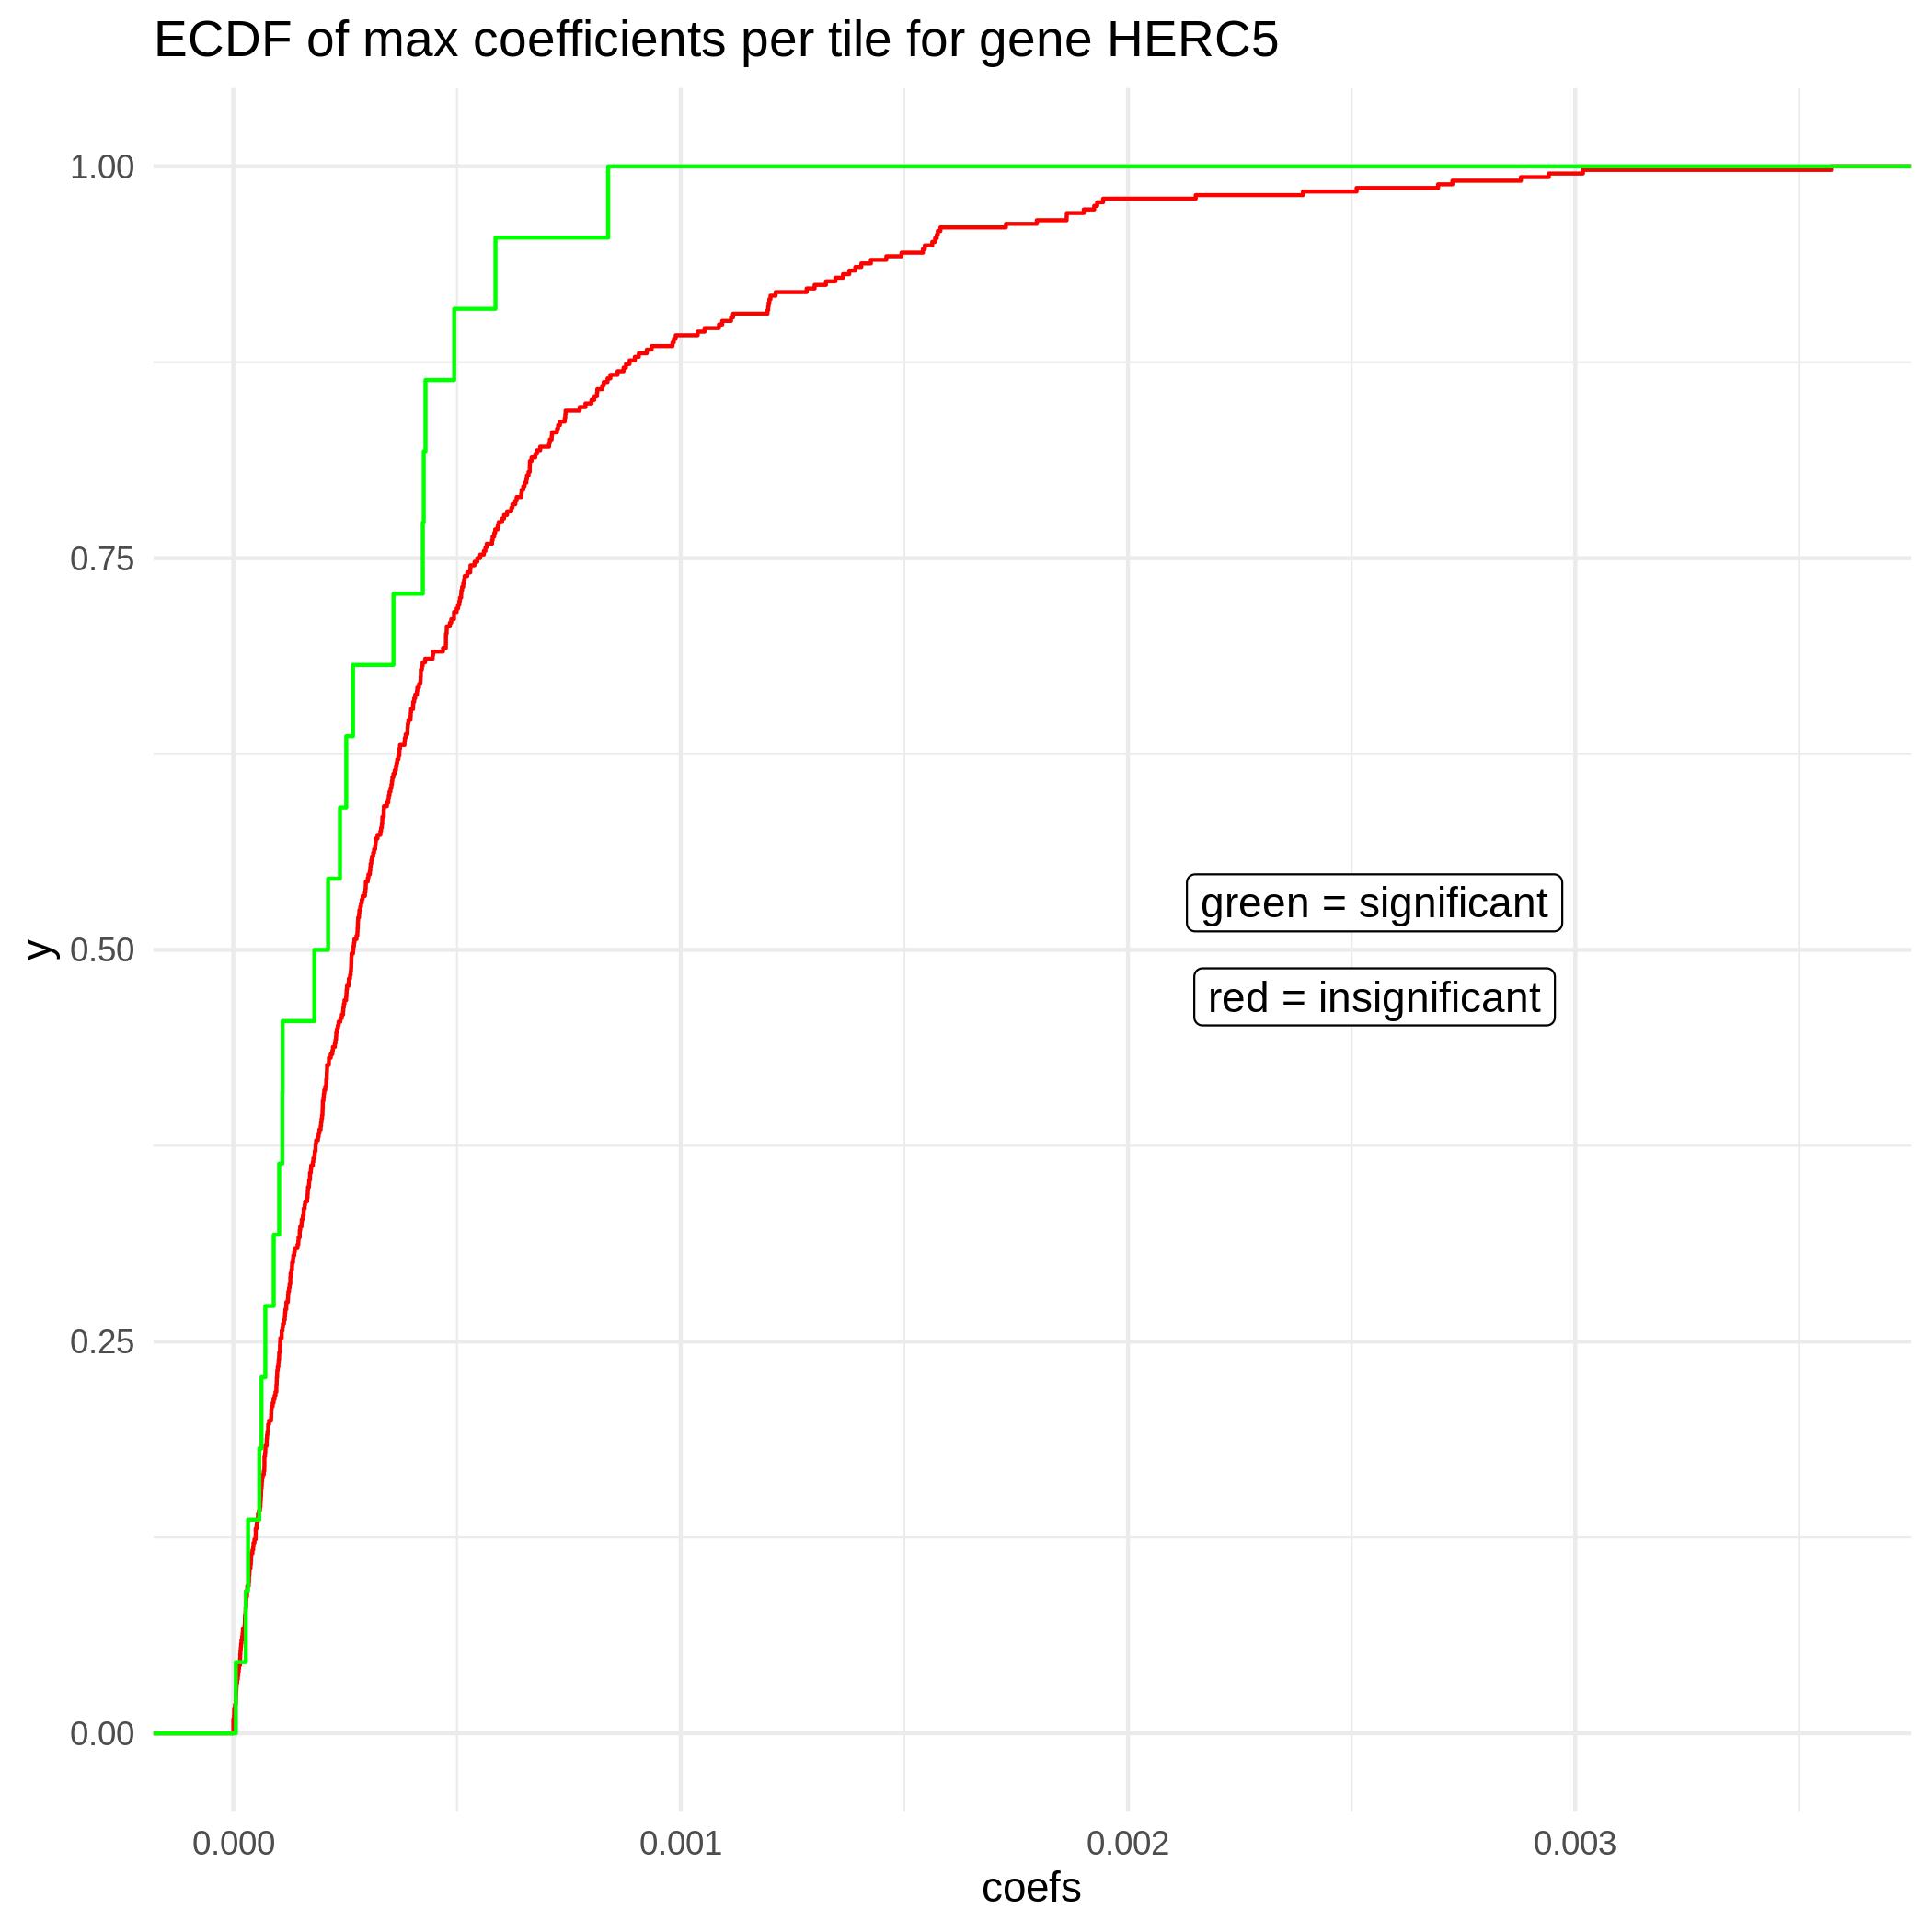 ECDF of max coefficients per tile for gene HERC5
1.00
0.75
0.50
0.25
0.00
y
green = significant
red = insignificant
0.000 0.001 0.002 0.003
coefs